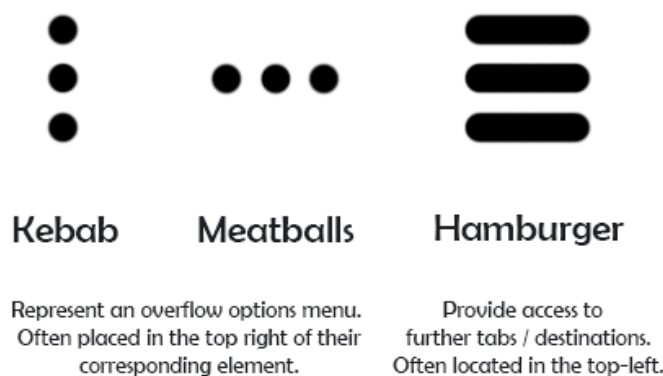 Kebab
Meatballs
Hamburger
Represent an overflow options menu.
Often placed in the top right of their
corresponding element.
Provide access to
further tabs / destinations.
Often located in the top-left.